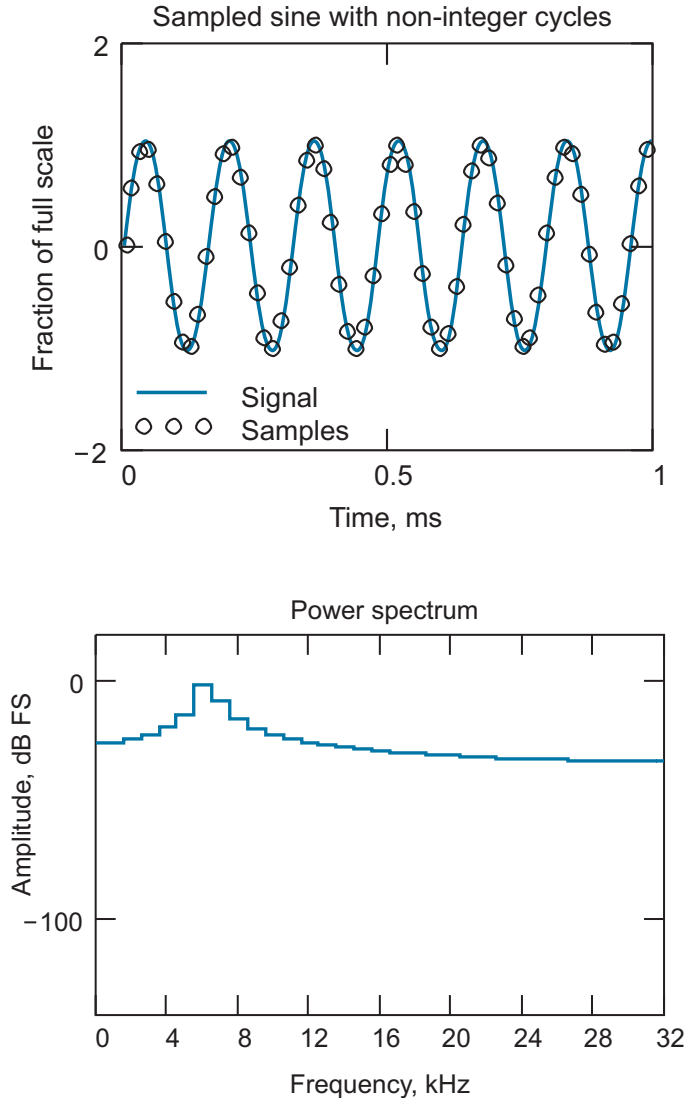 Sampled sine with non-integer cycles
2
0
−2
Fraction of full scale
Signal
Samples
0
0.5
1
Time, ms
Power spectrum
0
−100
Amplitude, dB FS
0
4
8
12
16
20
24
28
32
Frequency, kHz